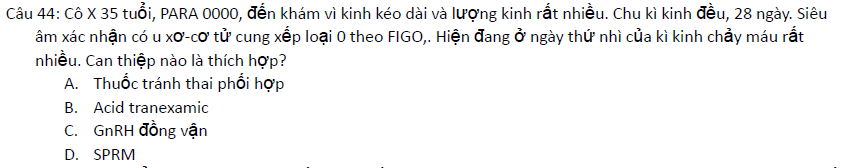 Câu 44: Cô X 35 tuổi, PARA 0000, đến khám vì kinh kéo dài và lượng kinh rất nhiều. Chu kì kinh đều, 28 ngày. Siêu
âm xác nhận có u xơ-cơ tử cung xếp loại 0 theo FIGO,. Hiện đang ở ngày thứ nhì của kì kinh chảy máu rất
nhiều. Can thiệp nào là thích hợp?
A. Thuốc tránh thai phối hợp
B. Acid tranexamic
C. GnRH đồng vận
D. SPRM